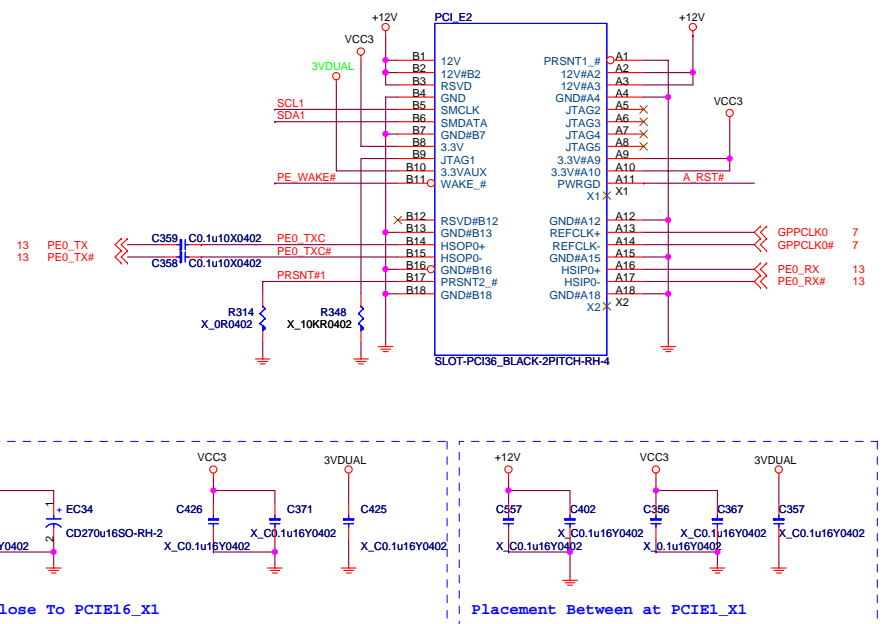 +12V PCI_E2 +12V
VCC3
3VDUAL
VCC3
B1 12V PRSNT1_# A1
B2 12V#B2 12V#A2 A2
B3 RSVD 12V#A3 A3
B4 GND GND#A4 A4
SCL1 B5 SMCLK JTAG2 A5
SDA1 B6 SMDATA JTAG3 A6
B7 GND#B7 JTAG4 A7
B8 3.3V JTAG5 A8
B9 JTAG1 3.3V#A9 A9
B10 3.3VAUX 3.3V#A10 A10
PE_WAKE# B11 WAKE_# PWRGD A11 A_RST#
X1 X1
B12 RSVD#B12 GND#A12 A12
B13 GND#B13 REFCLK+ A13 GPPCLK0 7
13 PE0_TX C359 C0.1u10X0402 PE0_TXC B14 HSOP0+ REFCLK- A14 GPPCLK0# 7
13 PE0_TX# C358 C0.1u10X0402 PE0_TXC# B15 HSOP0- GND#A15 A15
B16 GND#B16 HSIP0+ A16 PE0_RX 13
PRSNT#1 B17 PRSNT2_# HSIP0- A17 PE0_RX# 13
B18 GND#B18 GND#A18 A18
X2 X2
R314 R348
X_0R0402 X_10KR0402
SLOT-PCI36_BLACK-2PITCH-RH-4
VCC3 3VDUAL +12V VCC3 3VDUAL
1 + EC34 C426 C371 C425 C557 C402 C356 C367 C357
2 CD270u16SO-RH-2 X_C0.1u16Y0402 X_C0.1u16Y0402 X_C0.1u16Y0402 X_C0.1u16Y0402
Y0402 X_C0.1u16Y0402 X_C0.1u16Y0402 X_C0.1u16Y0402 X_C0.1u16Y0402
lose To PCIE16_X1 Placement Between at PCIE1_X1